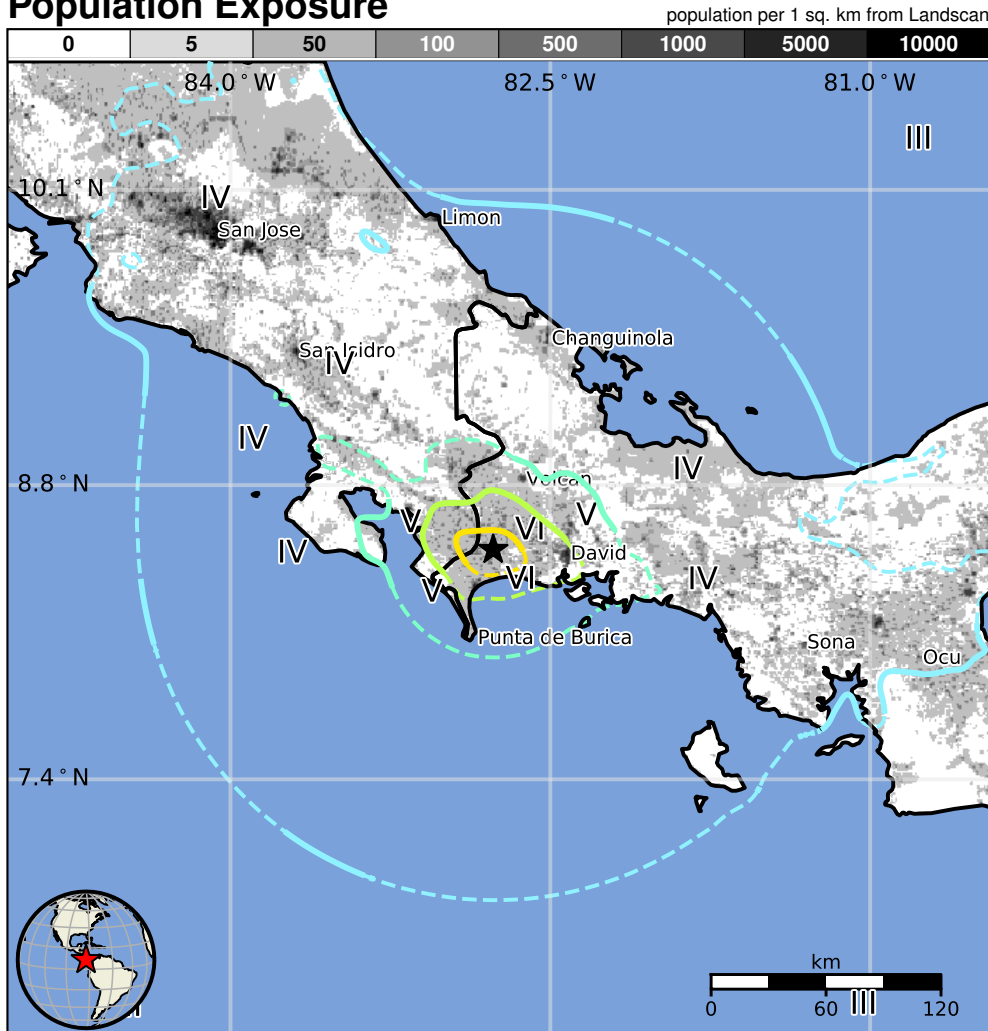 Population Exposure
population per 1 sq. km from Landscan
0 5 50 100 500 1000 5000 10000
84.0°W 82.5°W 81.0°W
III
10.1°N
IV
San Jose
Limon
Changuinola
San Isidro
IV
IV
IV
8.8°N
Volcan
V
V
VI
IV
David
VI
IV
V
Punta de Burica
Sona
Ocu
7.4°N
km
III
0 60 120